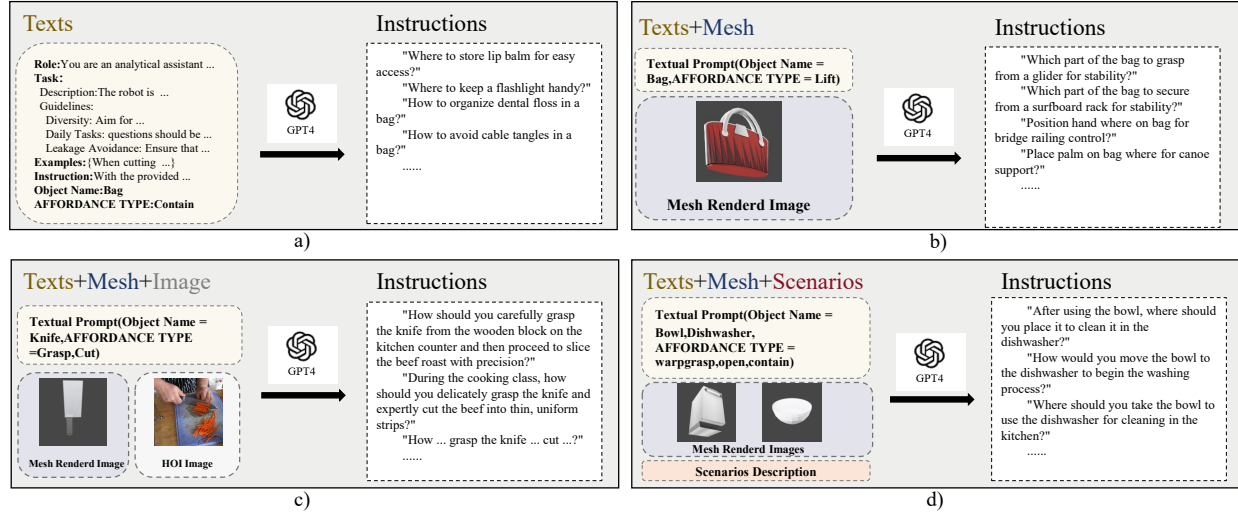 Texts
Role:You are an analytical assistant ...
Task:
Description:The robot is ...
Guidelines:
Diversity: Aim for ...
Daily Tasks: questions should be ...
Leakage Avoidance: Ensure that ...
Examples:{When cutting ...}
Instruction:With the provided ...
Object Name:Bag
AFFORDANCE TYPE:Contain
GPT4
Instructions
"Where to store lip balm for easy
access?"
"Where to keep a flashlight handy?"
"How to organize dental floss in a
bag?"
"How to avoid cable tangles in a
bag?"
......
a)
Texts+Mesh
Textual Prompt(Object Name =
Bag,AFFORDANCE TYPE = Lift)
Mesh Renderd Image
GPT4
Instructions
"Which part of the bag to grasp
from a glider for stability?"
"Which part of the bag to secure
from a surfboard rack for stability?"
"Position hand where on bag for
bridge railing control?"
"Place palm on bag where for canoe
support?"
......
b)
Texts+Mesh+Image
Textual Prompt(Object Name =
Knife,AFFORDANCE TYPE
=Grasp,Cut)
Mesh Renderd Image
HOI Image
GPT4
Instructions
"How should you carefully grasp
the knife from the wooden block on the
kitchen counter and then proceed to slice
the beef roast with precision?"
"During the cooking class, how
should you delicately grasp the knife and
expertly cut the beef into thin, uniform
strips?"
"How ... grasp the knife ... cut ...?"
......
c)
Texts+Mesh+Scenarios
Textual Prompt(Object Name =
Bowl,Dishwasher,
AFFORDANCE TYPE =
warpgrasp,open,contain)
Mesh Renderd Images
Scenarios Description
GPT4
Instructions
"After using the bowl, where should
you place it to clean it in the
dishwasher?"
"How would you move the bowl to
the dishwasher to begin the washing
process?"
"Where should you take the bowl to
use the dishwasher for cleaning in the
kitchen?"
......
d)